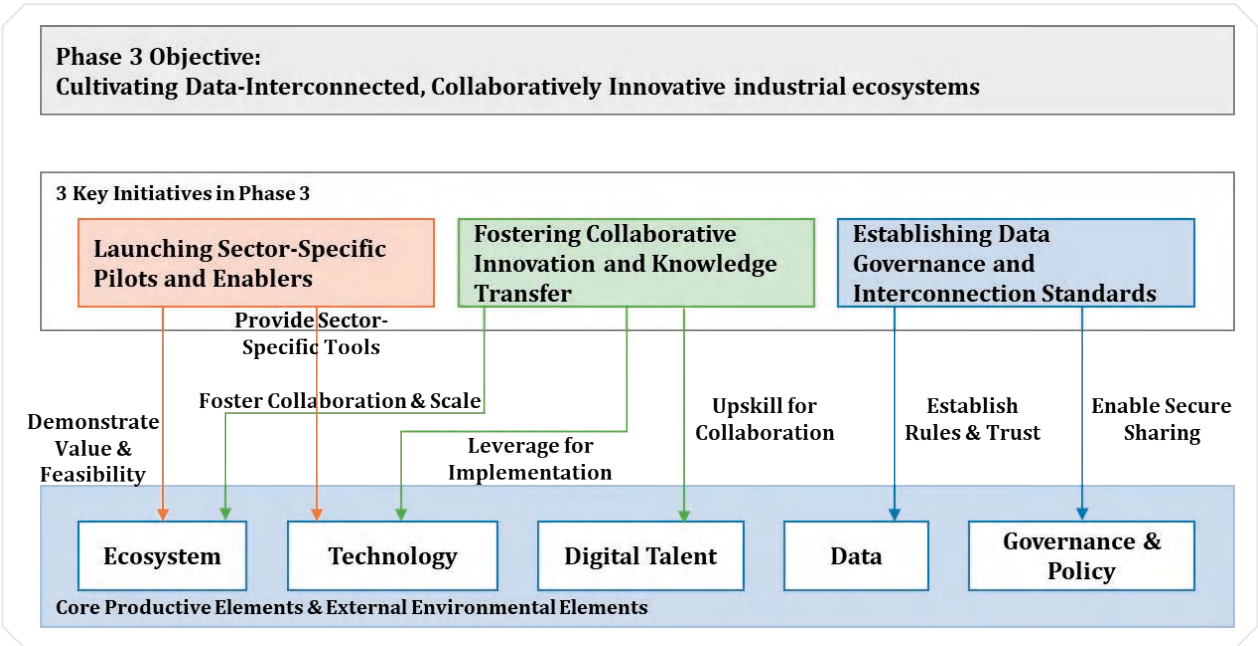 Phase 3 Objective:
Cultivating Data-Interconnected, Collaboratively Innovative industrial ecosystems
3 Key Initiatives in Phase 3
Launching Sector-Specific
Pilots and Enablers
Fostering Collaborative
Innovation and Knowledge
Transfer
Establishing Data
Governance and
Interconnection Standards
Provide Sector-
Specific Tools
Foster Collaboration & Scale
Demonstrate
Value &
Feasibility
Leverage for
Implementation
Upskill for
Collaboration
Establish
Rules & Trust
Enable Secure
Sharing
Ecosystem
Technology
Digital Talent
Data
Governance &
Policy
Core Productive Elements & External Environmental Elements